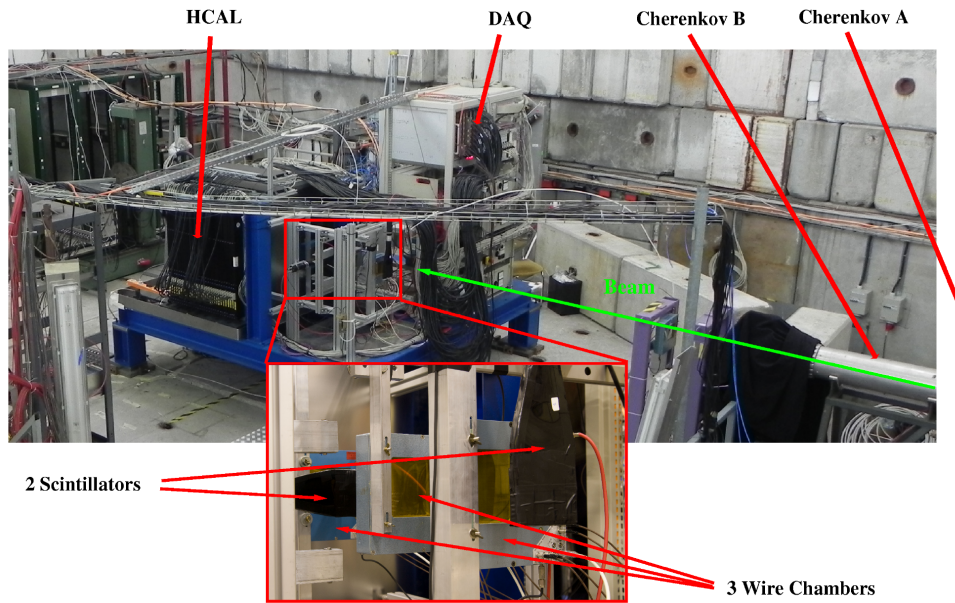 HCAL
DAQ
Cherenkov B
Cherenkov A
Beam
2 Scintillators
3 Wire Chambers